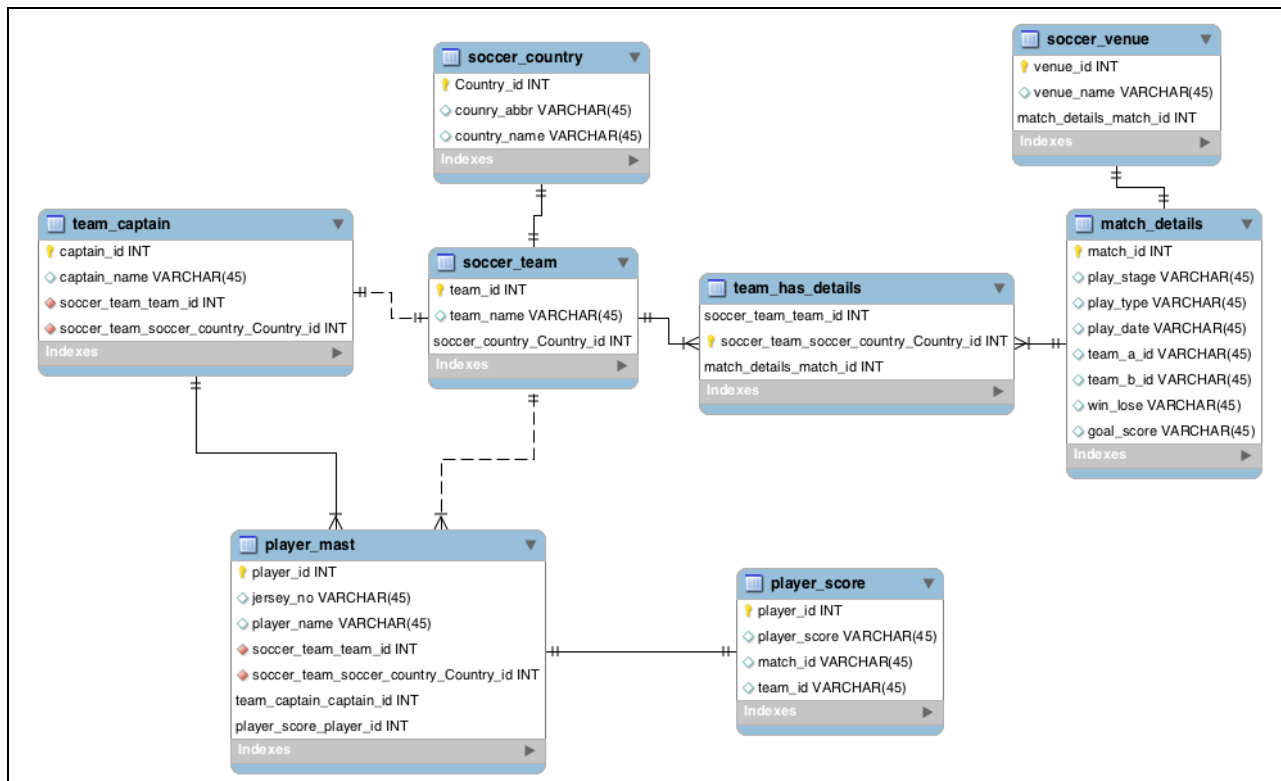 soccer_country
Country_id INT
counry_abbr VARCHAR(45)
country_name VARCHAR(45)
Indexes
soccer_venue
venue_id INT
venue_name VARCHAR(45)
match_details_match_id INT
Indexes
team_captain
captain_id INT
captain_name VARCHAR(45)
soccer_team_team_id INT
soccer_team_soccer_country_Country_id INT
Indexes
soccer_team
team_id INT
team_name VARCHAR(45)
soccer_country_Country_id INT
Indexes
team_has_details
soccer_team_team_id INT
soccer_team_soccer_country_Country_id INT
match_details_match_id INT
Indexes
match_details
match_id INT
play_stage VARCHAR(45)
play_type VARCHAR(45)
play_date VARCHAR(45)
team_a_id VARCHAR(45)
team_b_id VARCHAR(45)
win_lose VARCHAR(45)
goal_score VARCHAR(45)
Indexes
player_mast
player_id INT
jersey_no VARCHAR(45)
player_name VARCHAR(45)
soccer_team_team_id INT
soccer_team_soccer_country_Country_id INT
team_captain_captain_id INT
player_score_player_id INT
Indexes
player_score
player_id INT
player_score VARCHAR(45)
match_id VARCHAR(45)
team_id VARCHAR(45)
Indexes